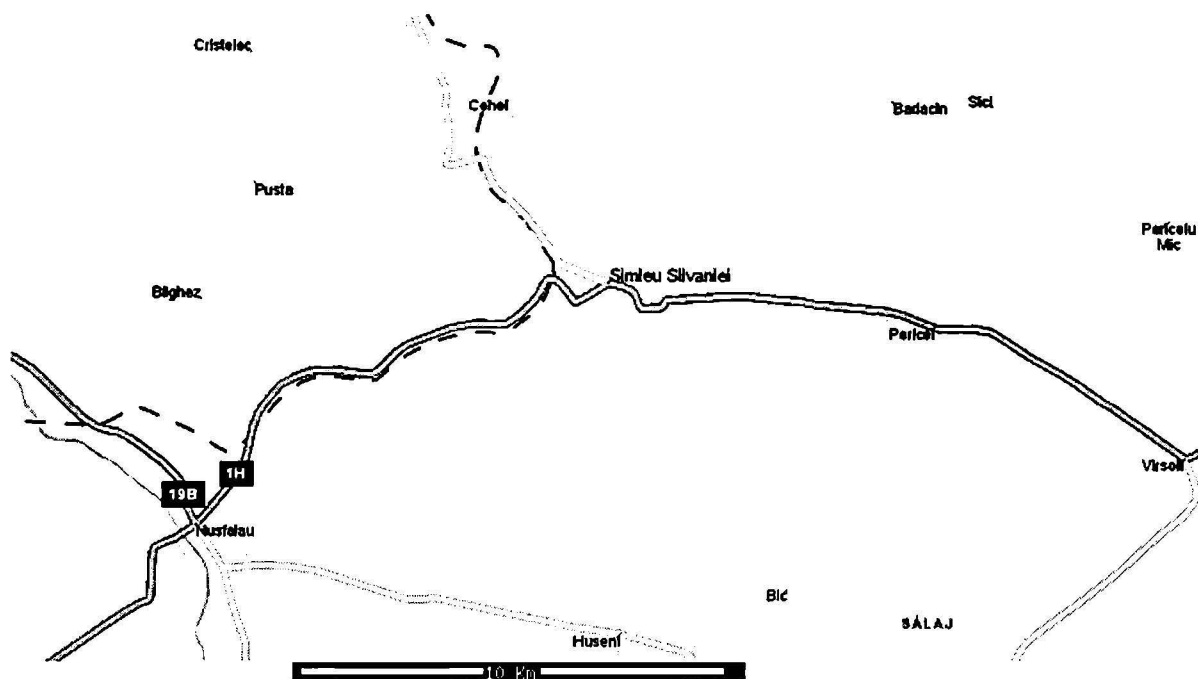 Cristelec
Cehei
Badacin
Sici
Pusta
Pericelu
Mic
Simleu Silvaniei
Bilghez
Pericei
Virsolt
1H
19B
Nusfalau
Bic
SĂLAJ
Huseni
10 Km